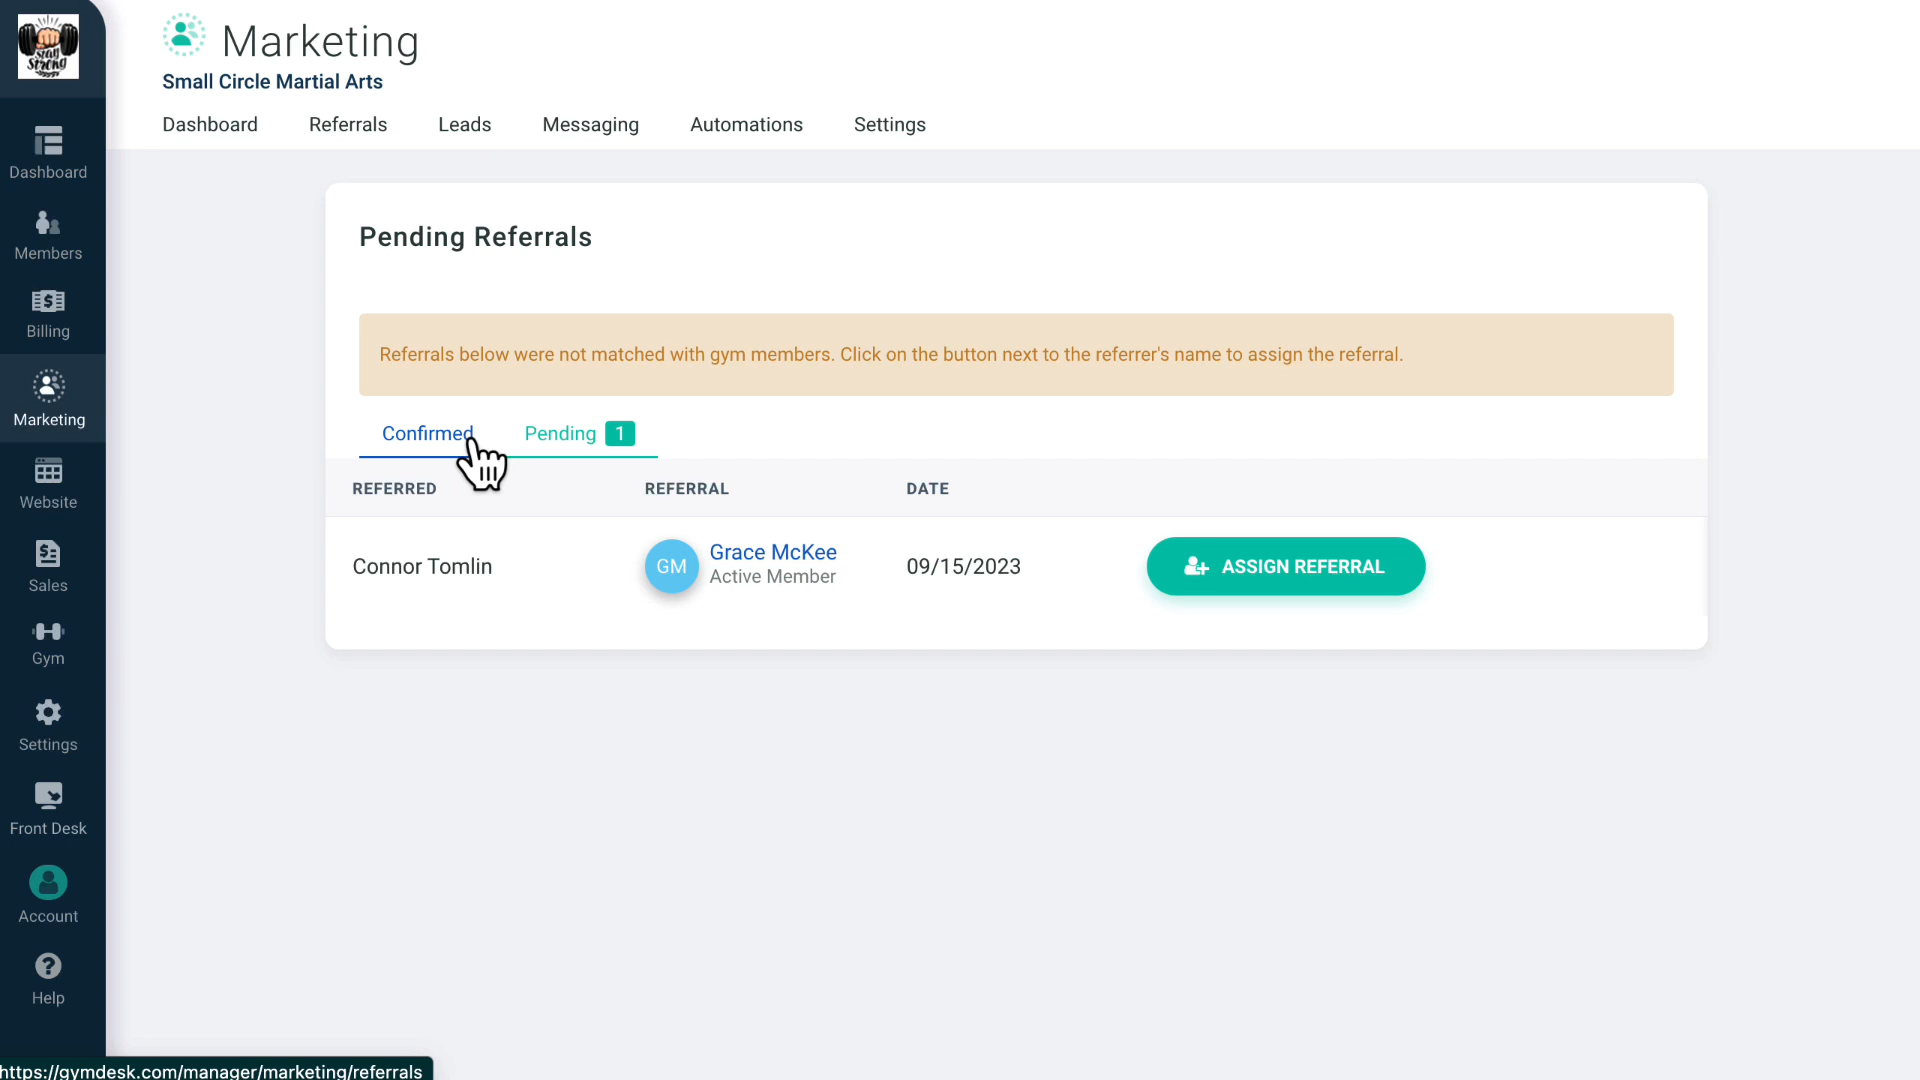 Stay
Strong
Marketing
Small Circle Martial Arts
Dashboard Referrals Leads Messaging Automations Settings
Dashboard
Members
Billing
Marketing
Website
Sales
Gym
Settings
Front Desk
Account
Help
Pending Referrals
Referrals below were not matched with gym members. Click on the button next to the referrer's name to assign the referral.
Confirmed Pending 1
REFERRED REFERRAL DATE
Connor Tomlin GM Grace McKee 09/15/2023 ASSIGN REFERRAL
Active Member
https://gymdesk.com/manager/marketing/referrals